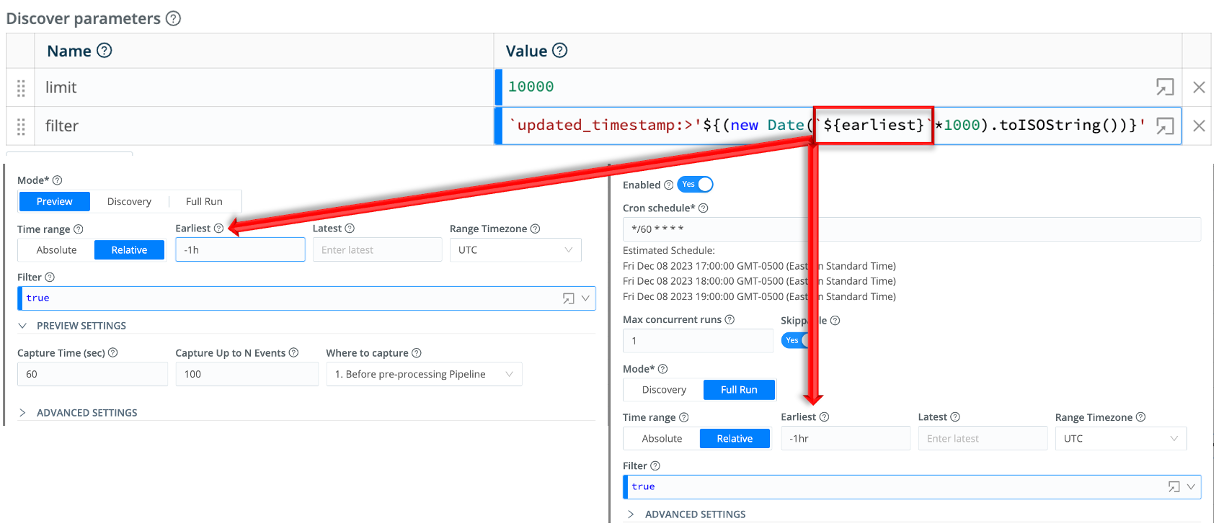 Discover parameters
Name Value
limit 10000
filter `updated_timestamp:>'${(new Date(`${earliest}`*1000).toISOString())}'
Mode*
Preview Discovery Full Run
Time range Earliest Latest Range Timezone
Absolute Relative -1h Enter latest UTC
Filter
true
PREVIEW SETTINGS
Capture Time (sec) Capture Up to N Events Where to capture
60 100 1. Before pre-processing Pipeline
ADVANCED SETTINGS
Enabled Yes
Cron schedule*
*/60 * * * *
Estimated Schedule:
Fri Dec 08 2023 17:00:00 GMT-0500 (Eastern Standard Time)
Fri Dec 08 2023 18:00:00 GMT-0500 (Eastern Standard Time)
Fri Dec 08 2023 19:00:00 GMT-0500 (Eastern Standard Time)
Max concurrent runs Skippable
1 Yes
Mode*
Discovery Full Run
Time range Earliest Latest Range Timezone
Absolute Relative -1hr Enter latest UTC
Filter
true
ADVANCED SETTINGS